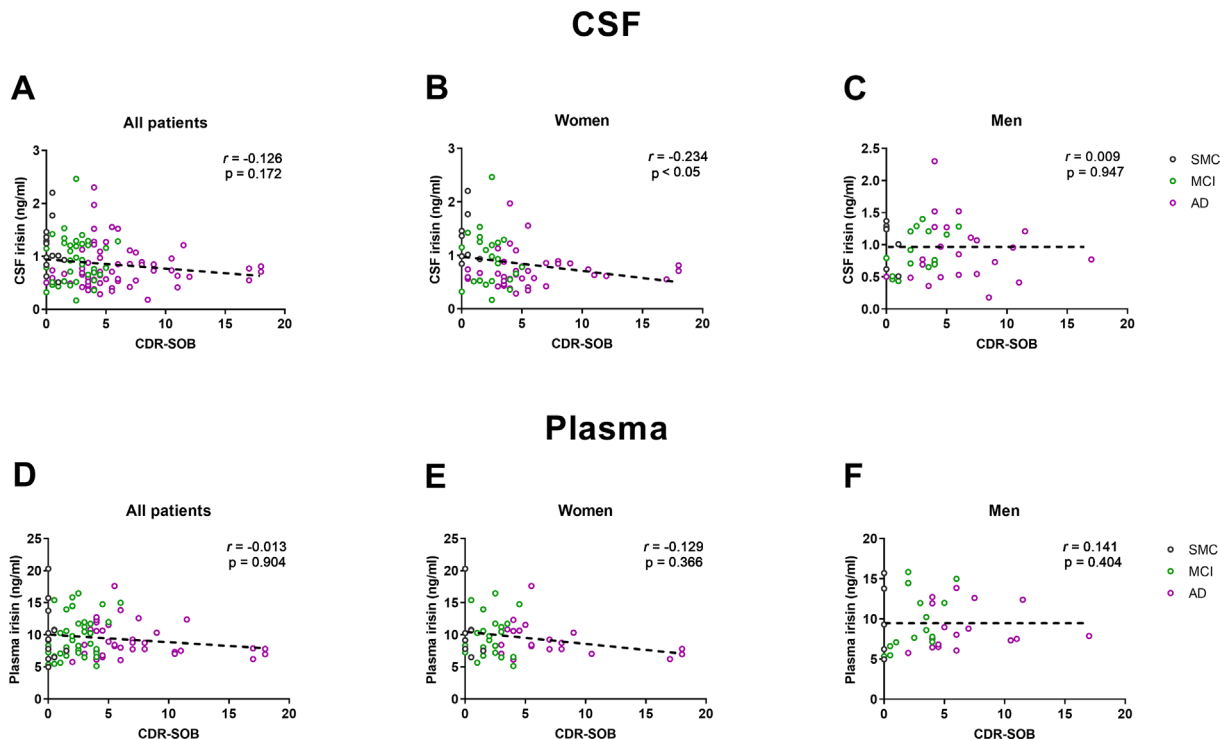 CSF
A
All patients
r = -0.126
p = 0.172
CSF irisin (ng/ml)
3
2
1
0
0 5 10 15 20
CDR-SOB
B
Women
r = -0.234
p < 0.05
CSF irisin (ng/ml)
3
2
1
0
0 5 10 15 20
CDR-SOB
C
Men
r = 0.009
p = 0.947
CSF irisin (ng/ml)
2.5
2.0
1.5
1.0
0.5
0.0
0 5 10 15 20
CDR-SOB
SMC
MCI
AD
Plasma
D
All patients
r = -0.013
p = 0.904
Plasma irisin (ng/ml)
25
20
15
10
5
0
0 5 10 15 20
CDR-SOB
E
Women
r = -0.129
p = 0.366
Plasma irisin (ng/ml)
25
20
15
10
5
0
0 5 10 15 20
CDR-SOB
F
Men
r = 0.141
p = 0.404
Plasma irisin (ng/ml)
20
15
10
5
0
0 5 10 15 20
CDR-SOB
SMC
MCI
AD